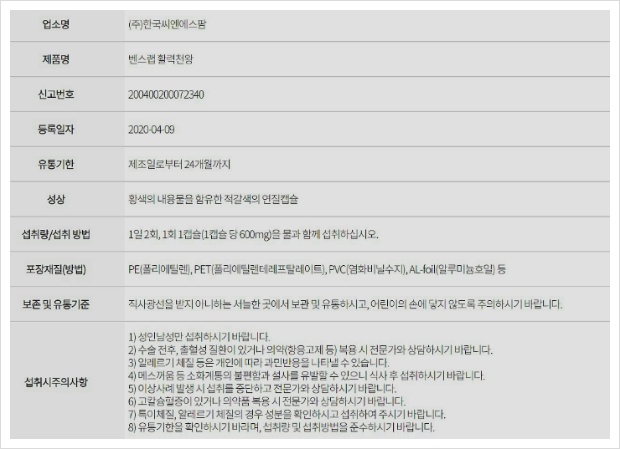 업소명 (주)한국씨엔에스팜
제품명 벤스랩 활력천왕
신고번호 200400200072340
등록일자 2020-04-09
유통기한 제조일로부터 24개월까지
성상 황색의 내용물을 함유한 적갈색의 연질캡슐
섭취량/섭취 방법 1일 2회, 1회 1캡슐(1캡슐 당 600mg)을 물과 함께 섭취하십시오.
포장재질(방법) PE(폴리에틸렌), PET(폴리에틸렌테레프탈레이트), PVC(염화비닐수지), AL-foil(알루미늄호일) 등
보존 및 유통기준 직사광선을 받지 아니하는 서늘한 곳에서 보관 및 유통하시고, 어린이의 손에 닿지 않도록 주의하시기 바랍니다.
섭취시주의사항
1) 성인남성만 섭취하시기 바랍니다.
2) 수술 전후, 출혈성 질환이 있거나 의약(항응고제 등) 복용 시 전문가와 상담하시기 바랍니다.
3) 알레르기 체질 등은 개인에 따라 과민반응을 나타낼 수 있습니다.
4) 메스꺼움 등 소화계통의 불편함과 설사를 유발할 수 있으니 식사 후 섭취하시기 바랍니다.
5) 이상사례 발생 시 섭취를 중단하고 전문가와 상담하시기 바랍니다.
6) 고칼슘혈증이 있거나 의약품 복용 시 전문가와 상담하시기 바랍니다.
7) 특이체질, 알레르기 체질의 경우 성분을 확인하시고 섭취하여 주시기 바랍니다.
8) 유통기한을 확인하시기 바라며, 섭취량 및 섭취방법을 준수하시기 바랍니다.